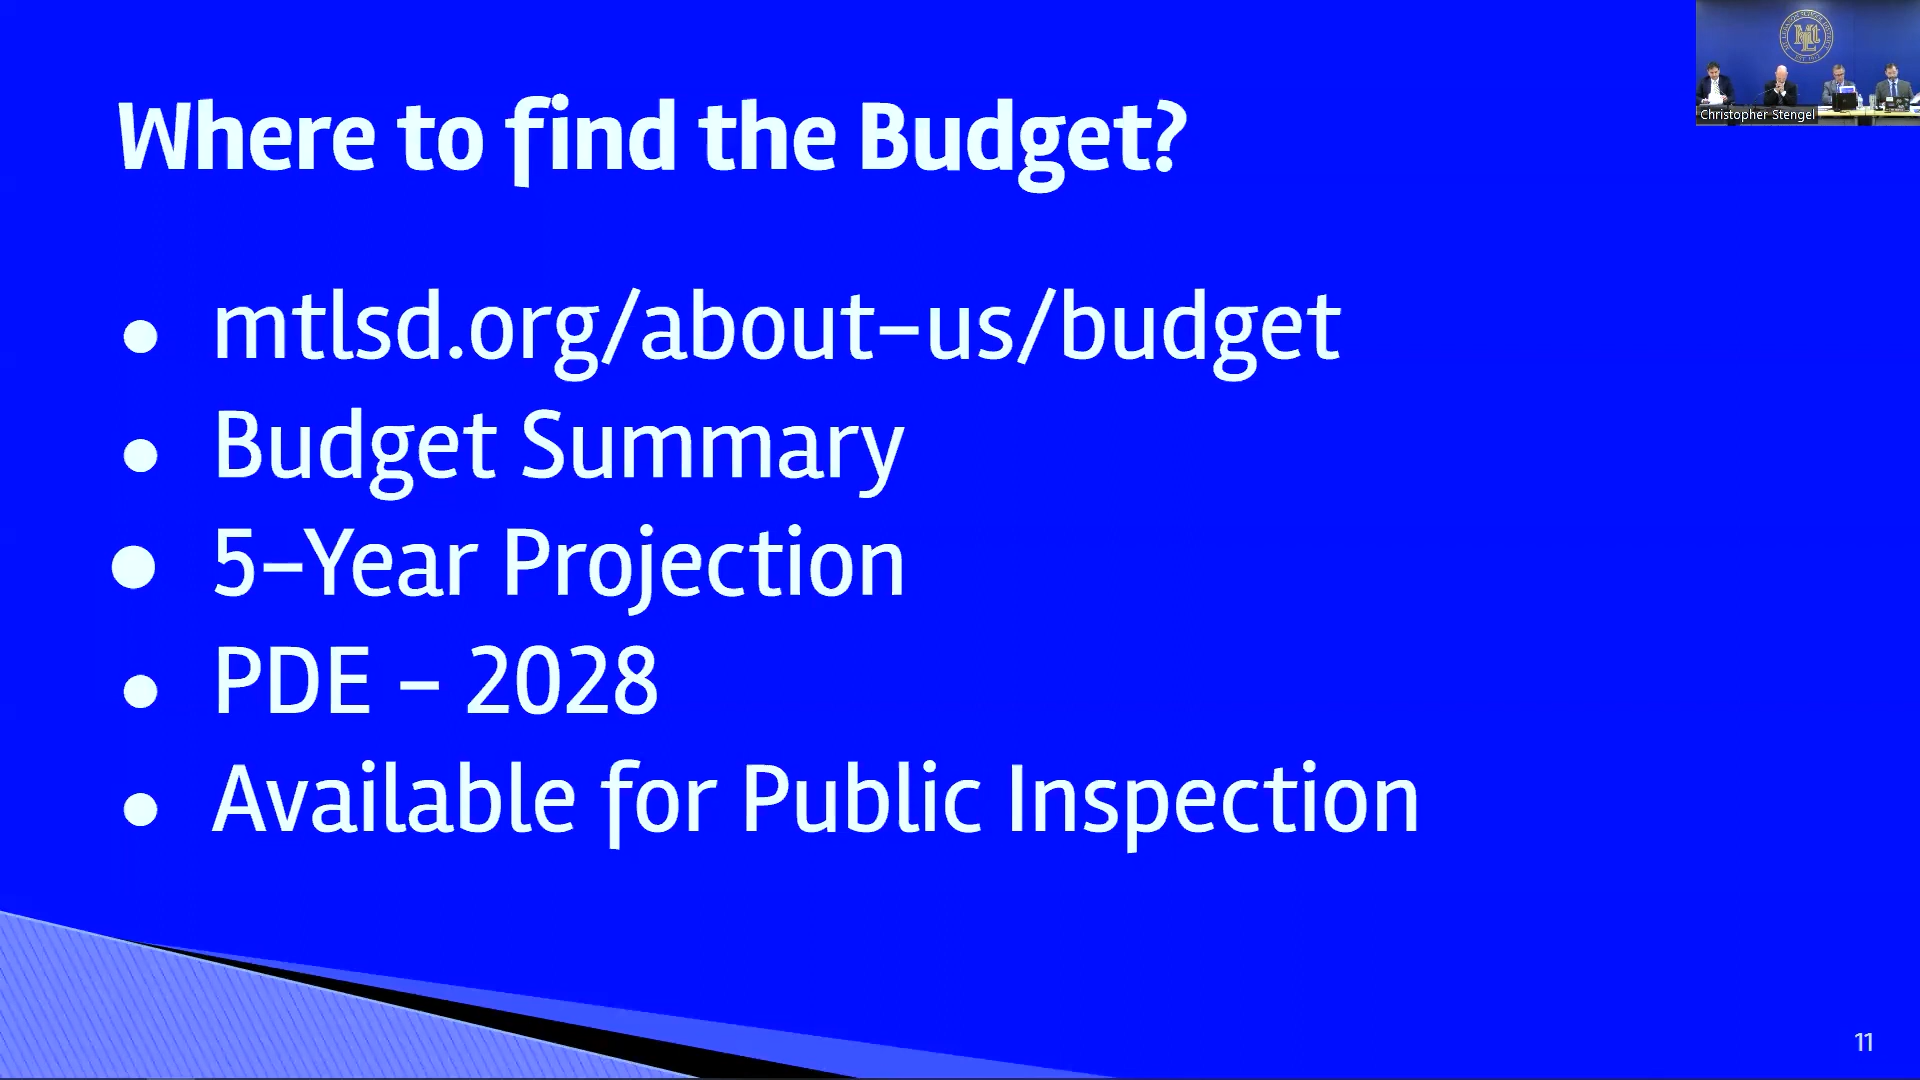 Where to find the Budget?
● mtlsd.org/about-us/budget
● Budget Summary
● 5-Year Projection
● PDE - 2028
● Available for Public Inspection
Christopher Stengel
11